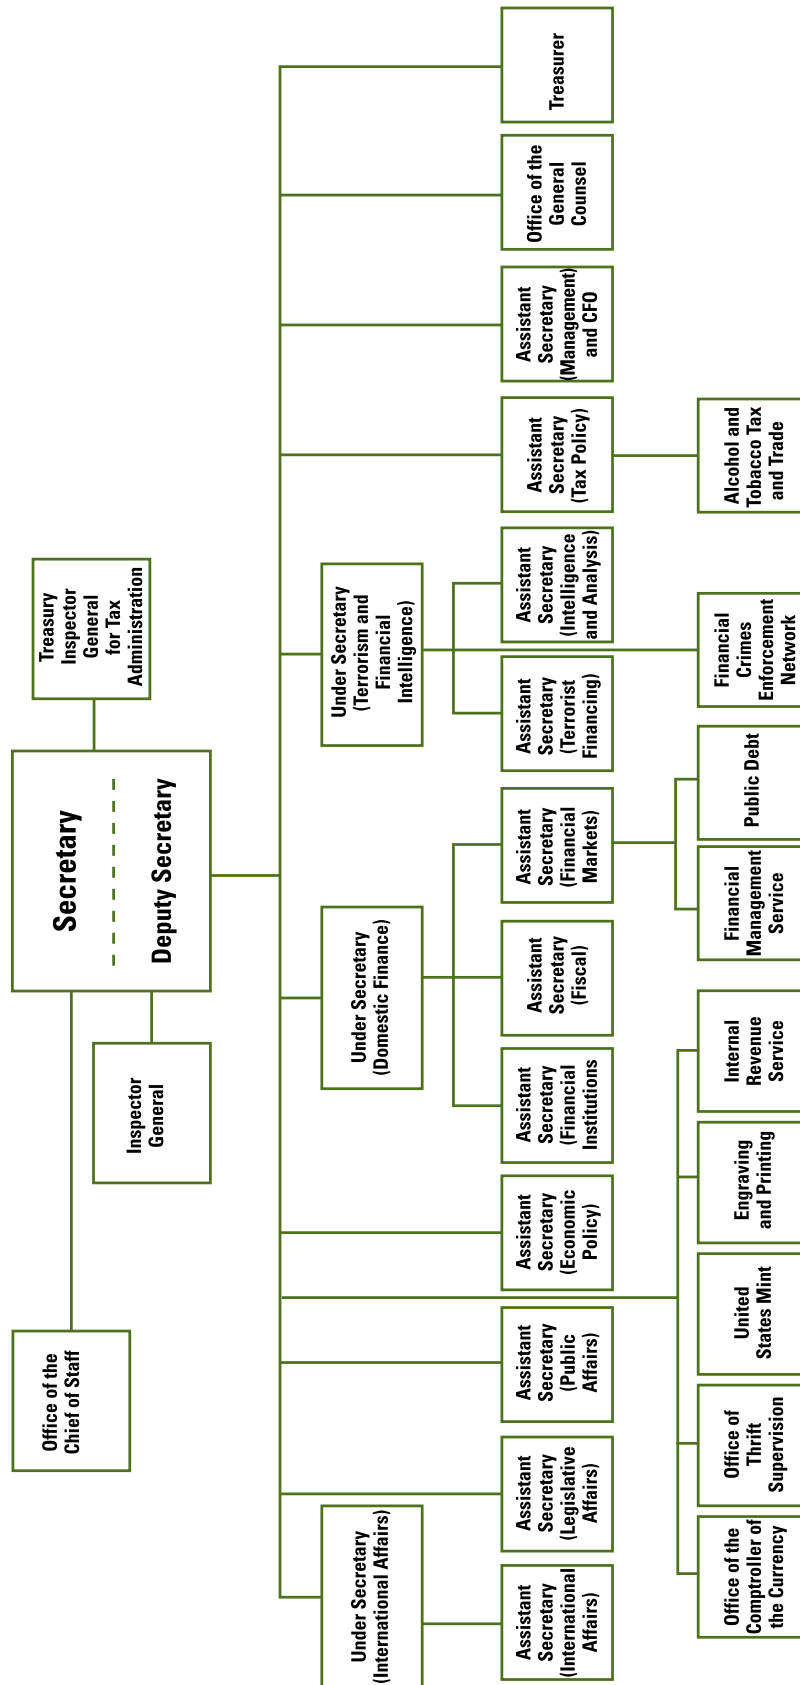 Secretary
Deputy Secretary
Office of the
Chief of Staff
Inspector
General
Treasury
Inspector
General
for Tax
Administration
Under Secretary
(International Affairs)
Under Secretary
(Domestic Finance)
Under Secretary
(Terrorism and
Financial
Intelligence)
Assistant
Secretary
(International
Affairs)
Assistant
Secretary
(Legislative
Affairs)
Assistant
Secretary
(Public
Affairs)
Assistant
Secretary
(Economic
Policy)
Assistant
Secretary
(Financial
Institutions
Assistant
Secretary
(Fiscal)
Assistant
Secretary
(Financial
Markets)
Assistant
Secretary
(Terrorist
Financing)
Assistant
Secretary
(Intelligence
and Analysis)
Assistant
Secretary
(Tax Policy)
Assistant
Secretary
(Management)
and CFO
Office of the
General
Counsel
Treasurer
Office of the
Comptroller of
the Currency
Office of
Thrift
Supervision
United
States Mint
Engraving
and Printing
Internal
Revenue
Service
Financial
Management
Service
Public Debt
Financial
Crimes
Enforcement
Network
Alcohol and
Tobacco Tax
and Trade